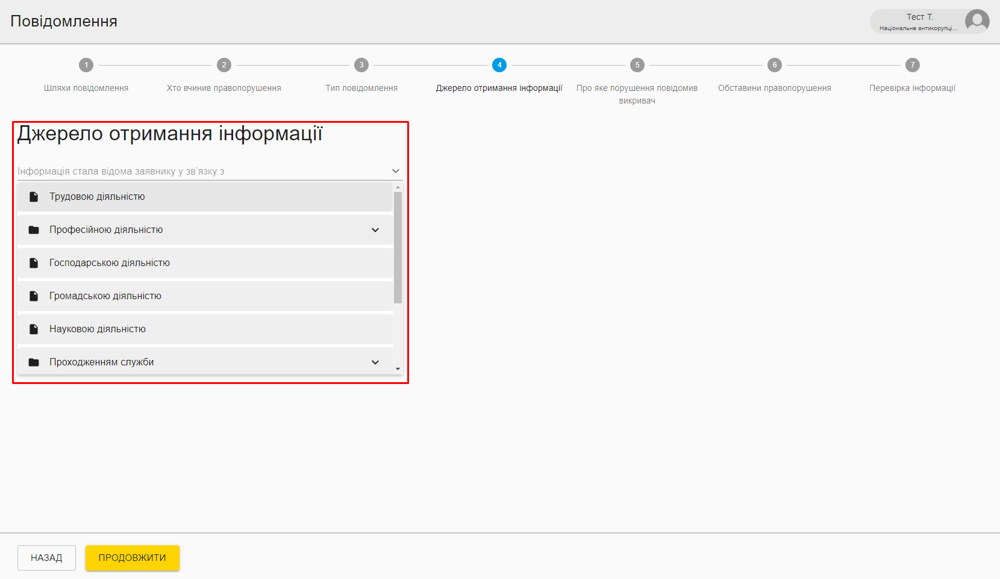 Повідомлення
Тест Т.
Національне антикорупці...
1
2
3
4
5
6
7
Шляхи повідомлення
Хто вчинив правопорушення
Тип повідомлення
Джерело отримання інформації
Про яке порушення повідомив
викривач
Обставини правопорушення
Перевірка інформації
Джерело отримання інформації
Інформація стала відома заявнику у зв’язку з
Трудовою діяльністю
Професійною діяльністю
Господарською діяльністю
Громадською діяльністю
Науковою діяльністю
Проходженням служби
НАЗАД
ПРОДОВЖИТИ